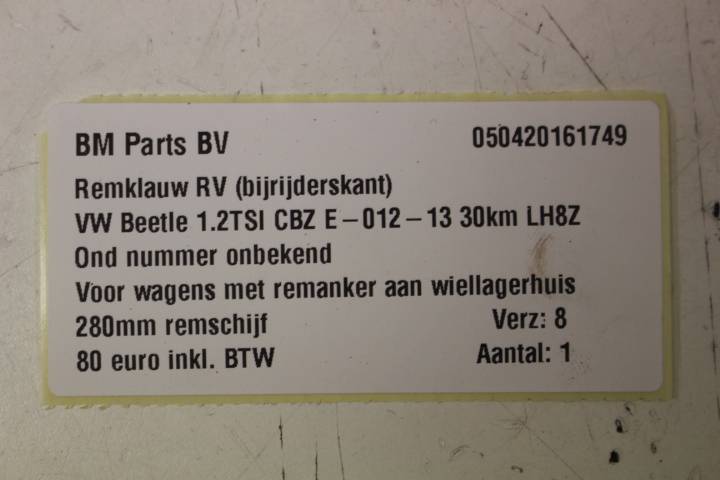 BM Parts BV 050420161749
Remklauw RV (bijrijderskant)
VW Beetle 1.2TSI CBZ E-012-13 30km LH8Z
Ond nummer onbekend
Voor wagens met remanker aan wiellagerhuis
280mm remschijf Verz: 8
80 euro inkl. BTW Aantal: 1